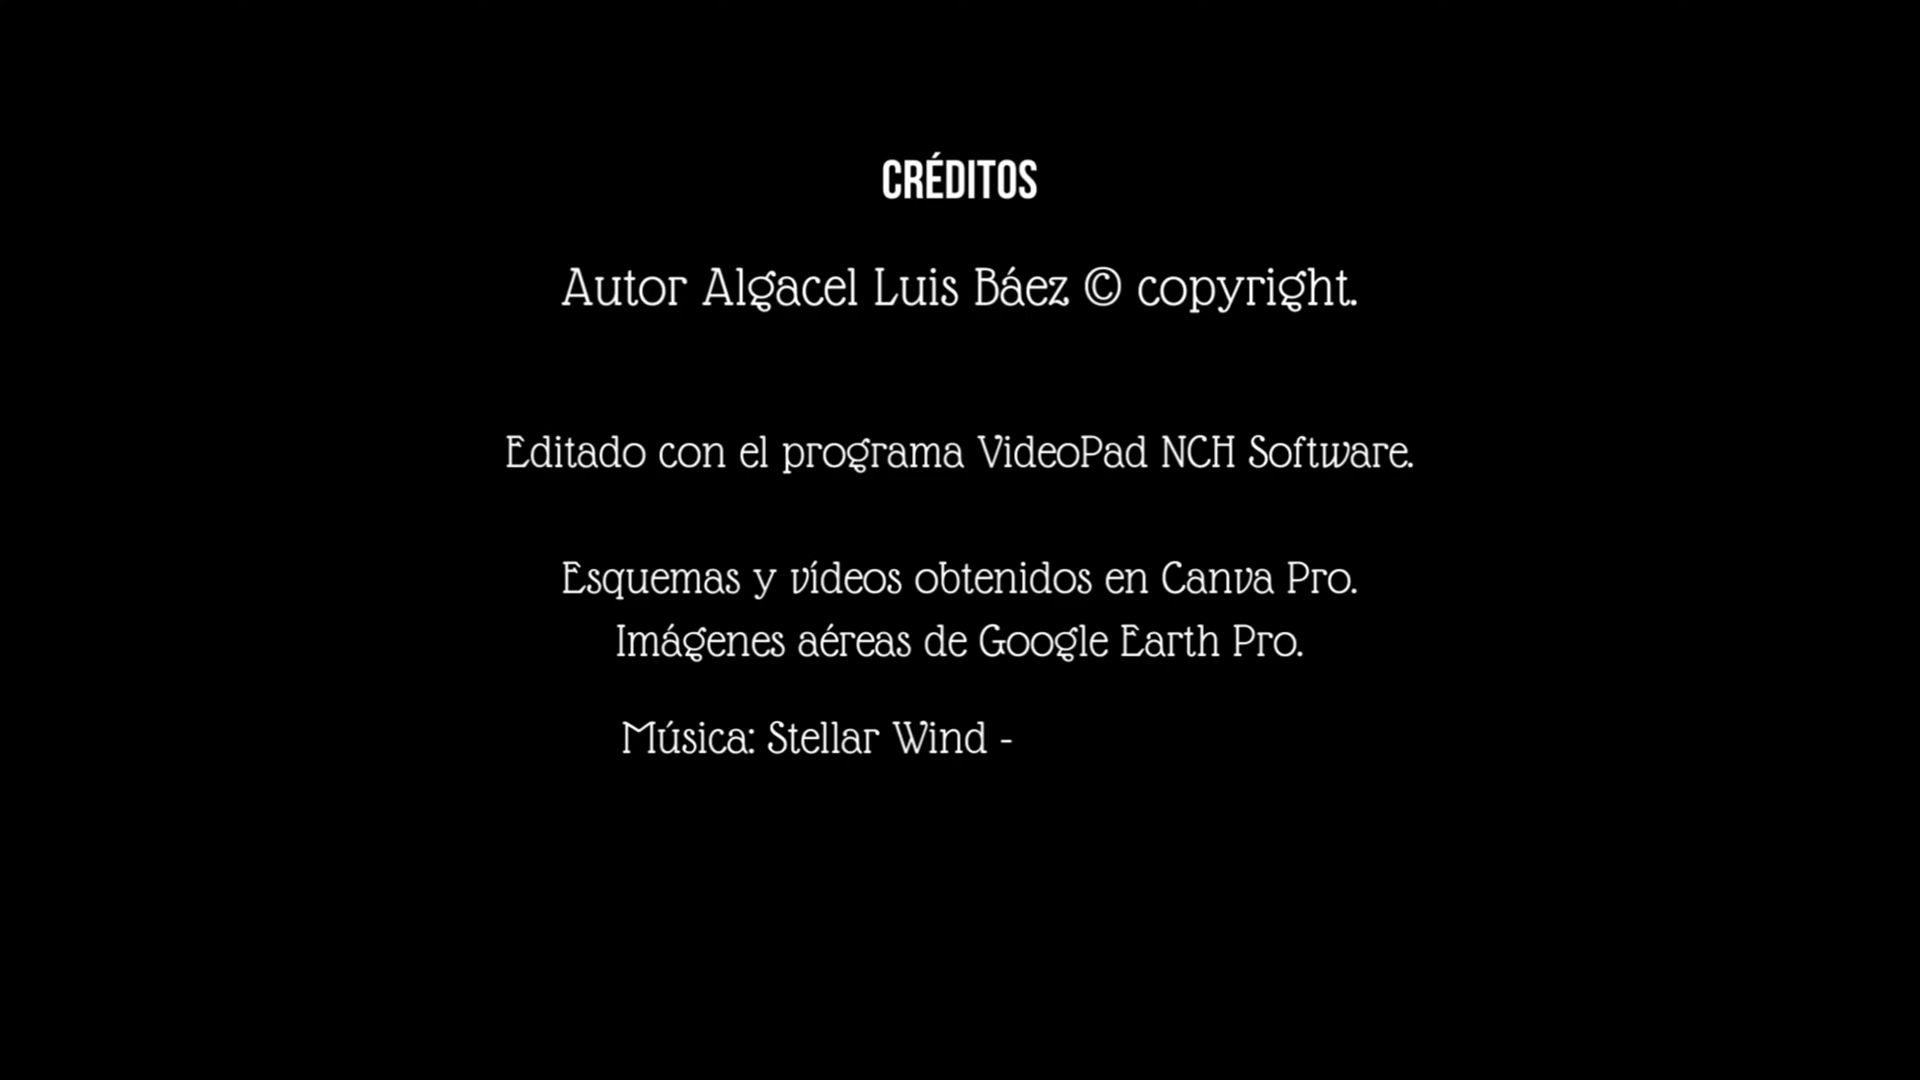 CRÉDITOS
Autor Algacel Luis Báez © copyright.
Editado con el programa VideoPad NCH Software.
Esquemas y vídeos obtenidos en Canva Pro.
Imágenes aéreas de Google Earth Pro.
Música: Stellar Wind -